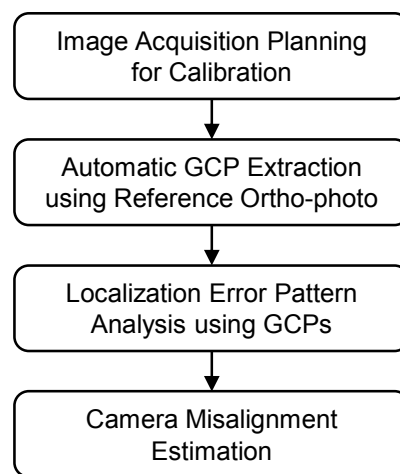 Image Acquisition Planning
for Calibration
Automatic GCP Extraction
using Reference Ortho-photo
Localization Error Pattern
Analysis using GCPs
Camera Misalignment
Estimation